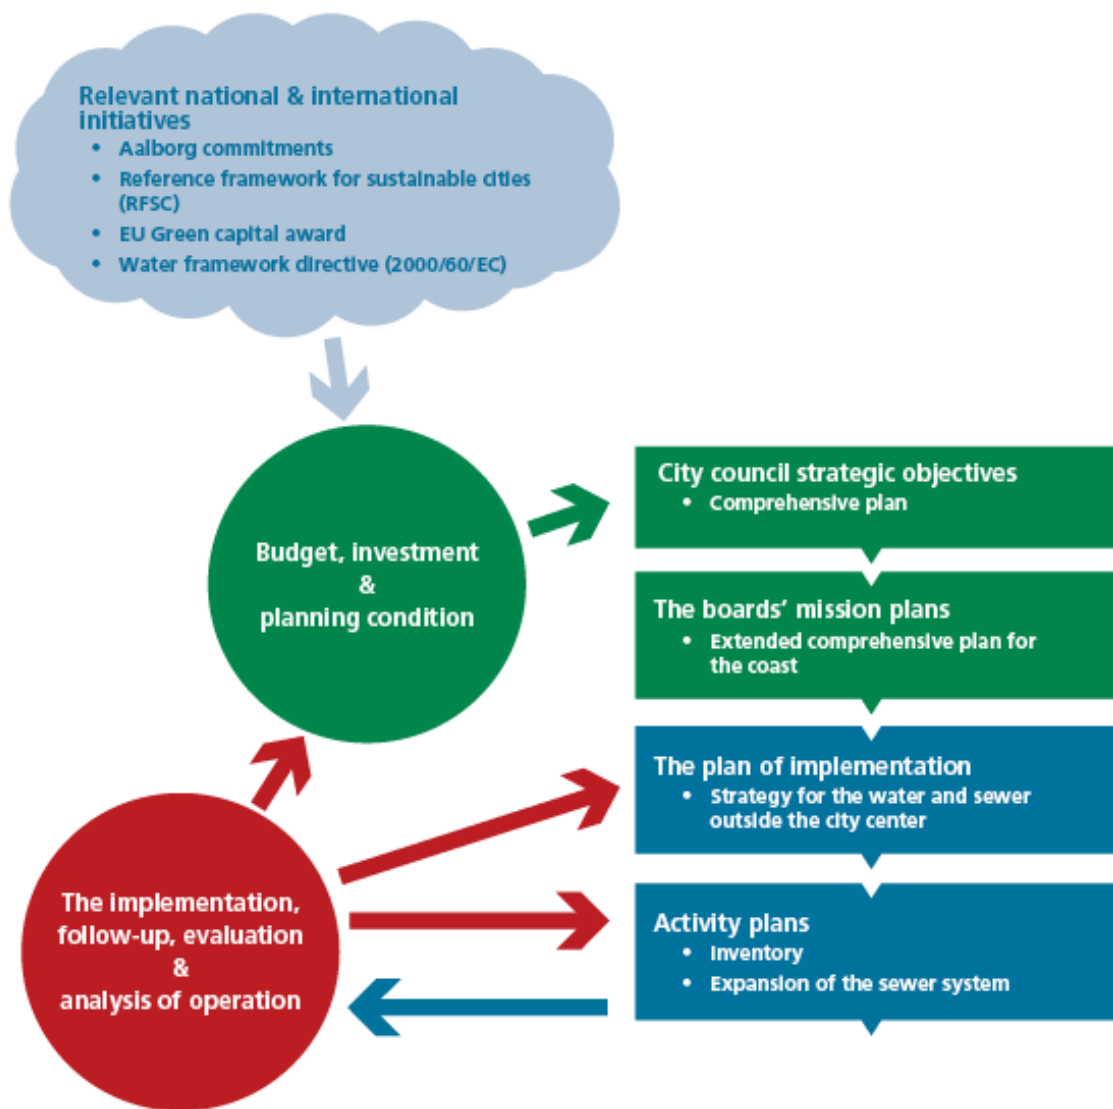 Relevant national & international
initiatives
• Aalborg commitments
• Reference framework for sustainable cities
(RFSC)
• EU Green capital award
• Water framework directive (2000/60/EC)
Budget, investment
&
planning condition
City council strategic objectives
• Comprehensive plan
The boards’ mission plans
• Extended comprehensive plan for
the coast
The plan of implementation
• Strategy for the water and sewer
outside the city center
The implementation,
follow-up, evaluation
&
analysis of operation
Activity plans
• Inventory
• Expansion of the sewer system